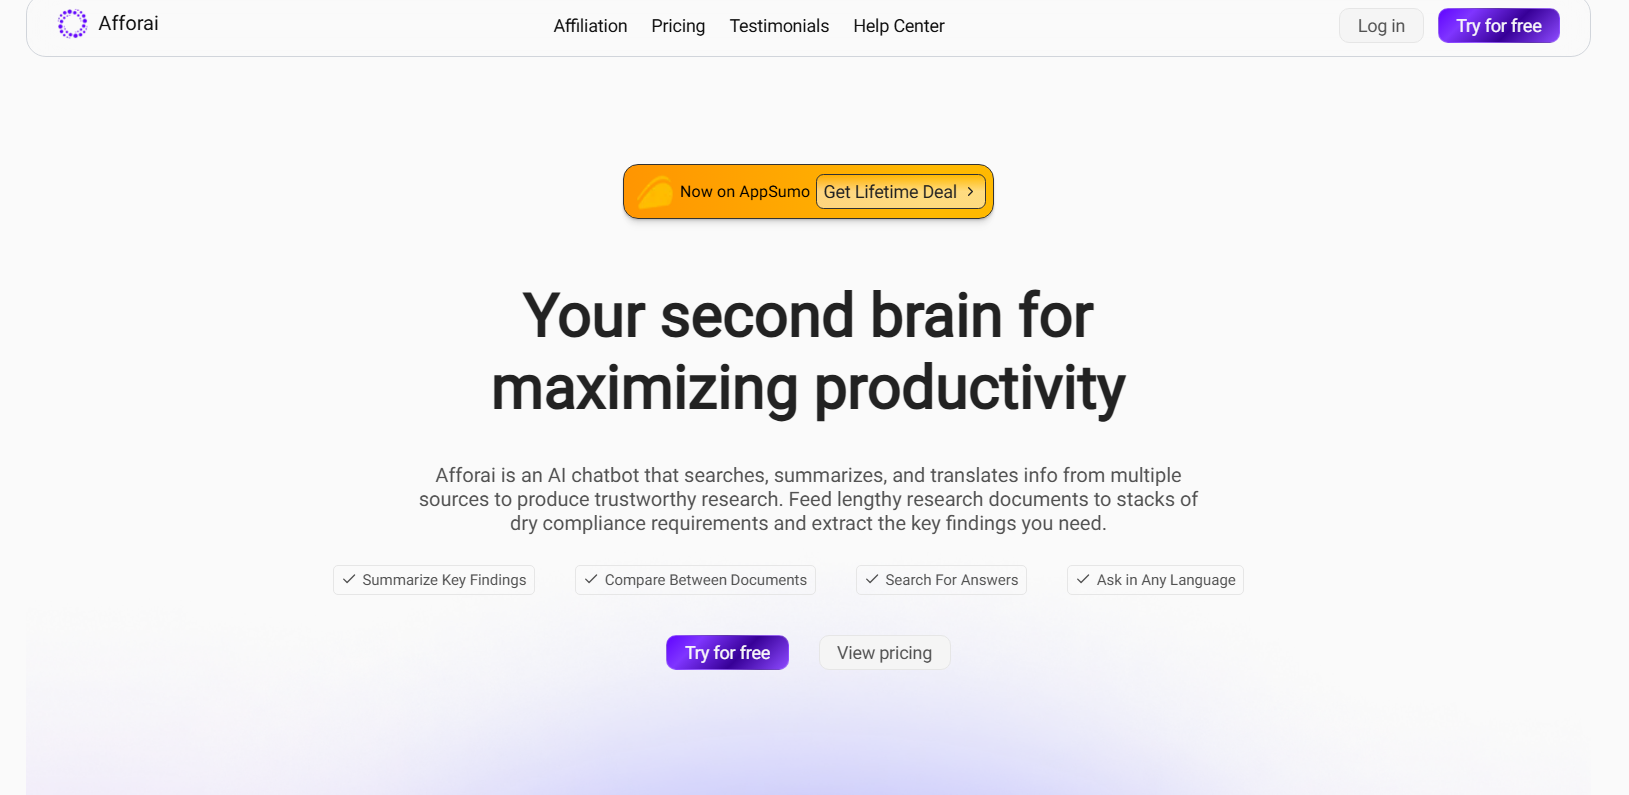 Afforai
Affiliation Pricing Testimonials Help Center
Log in Try for free
Now on AppSumo Get Lifetime Deal
Your second brain for
maximizing productivity
Afforai is an AI chatbot that searches, summarizes, and translates info from multiple
sources to produce trustworthy research. Feed lengthy research documents to stacks of
dry compliance requirements and extract the key findings you need.
Summarize Key Findings Compare Between Documents Search For Answers Ask in Any Language
Try for free View pricing